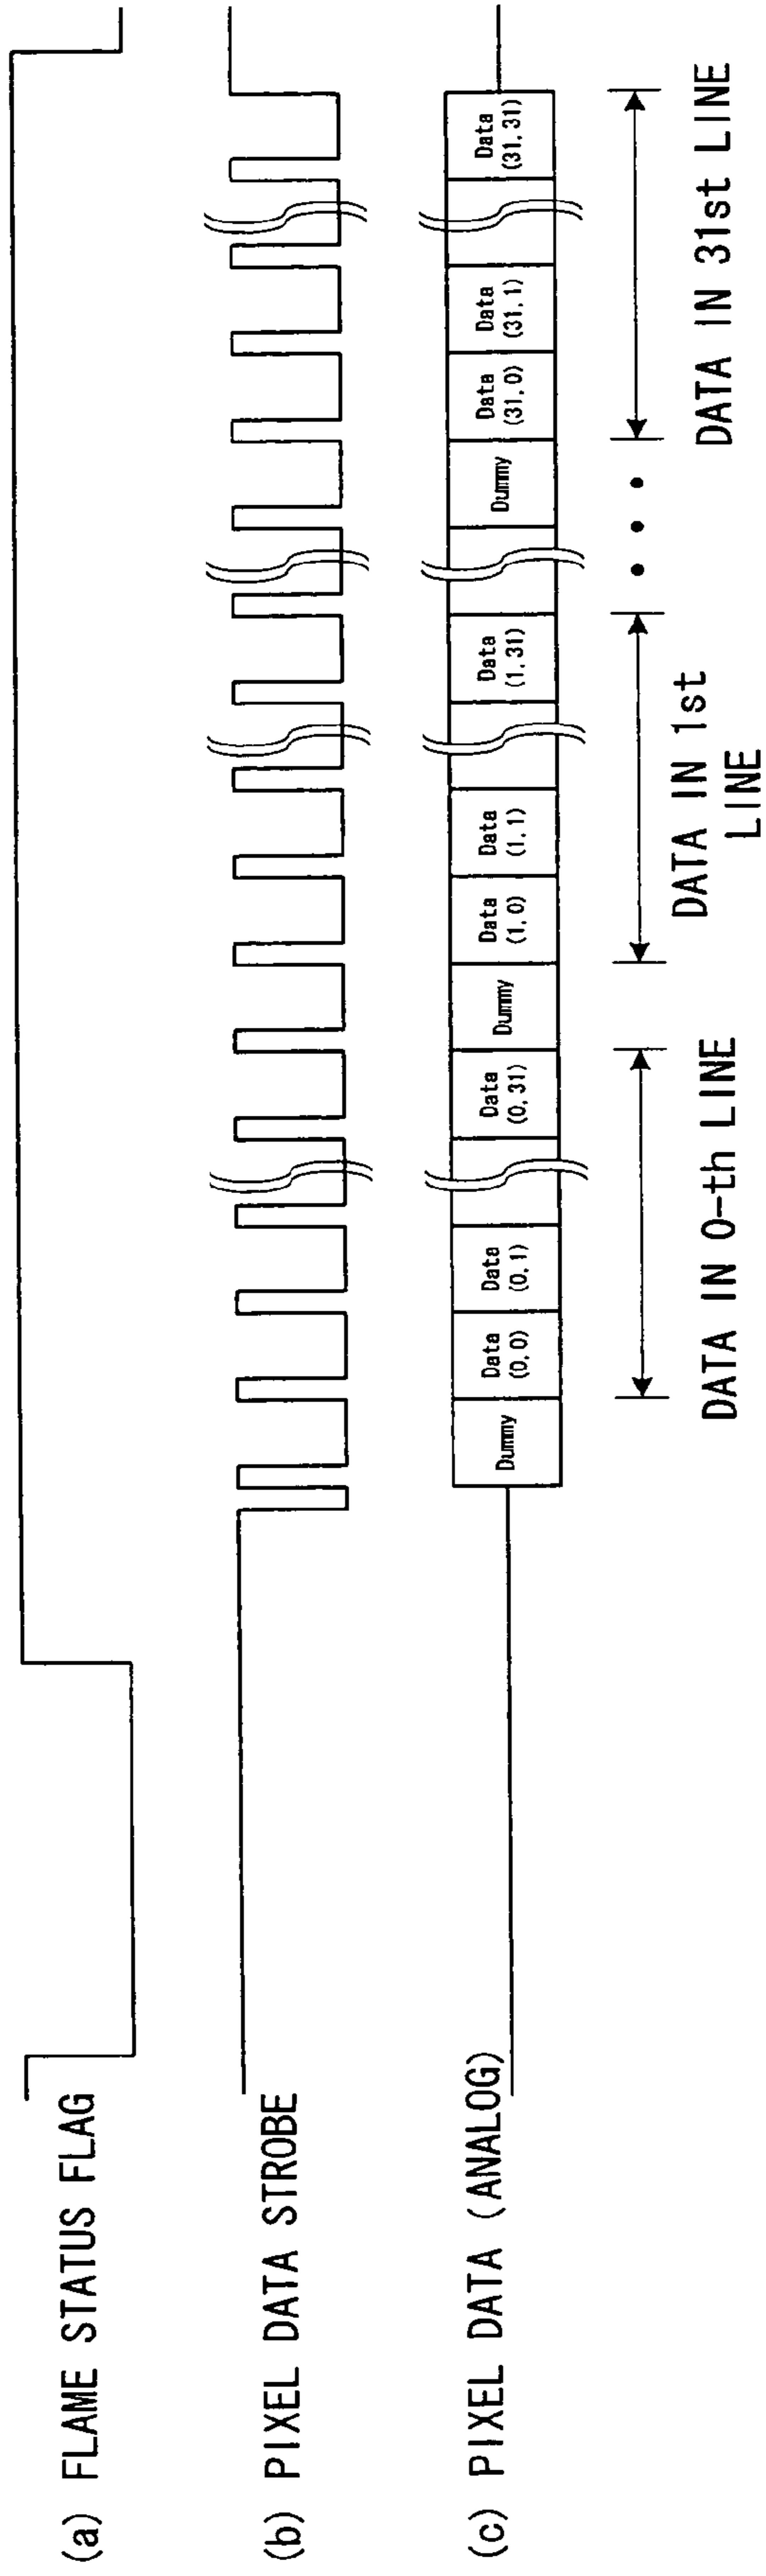 (a) FLAME STATUS FLAG
(b) PIXEL DATA STROBE
(c) PIXEL DATA (ANALOG)
Dummy
Data
(0,0)
Data
(0,1)
Data
(0,31)
Dummy
Data
(1,0)
Data
(1,1)
Data
(1,31)
Dummy
Data
(31,0)
Data
(31,1)
Data
(31,31)
DATA IN 0-th LINE
DATA IN 1st
LINE
DATA IN 31st LINE